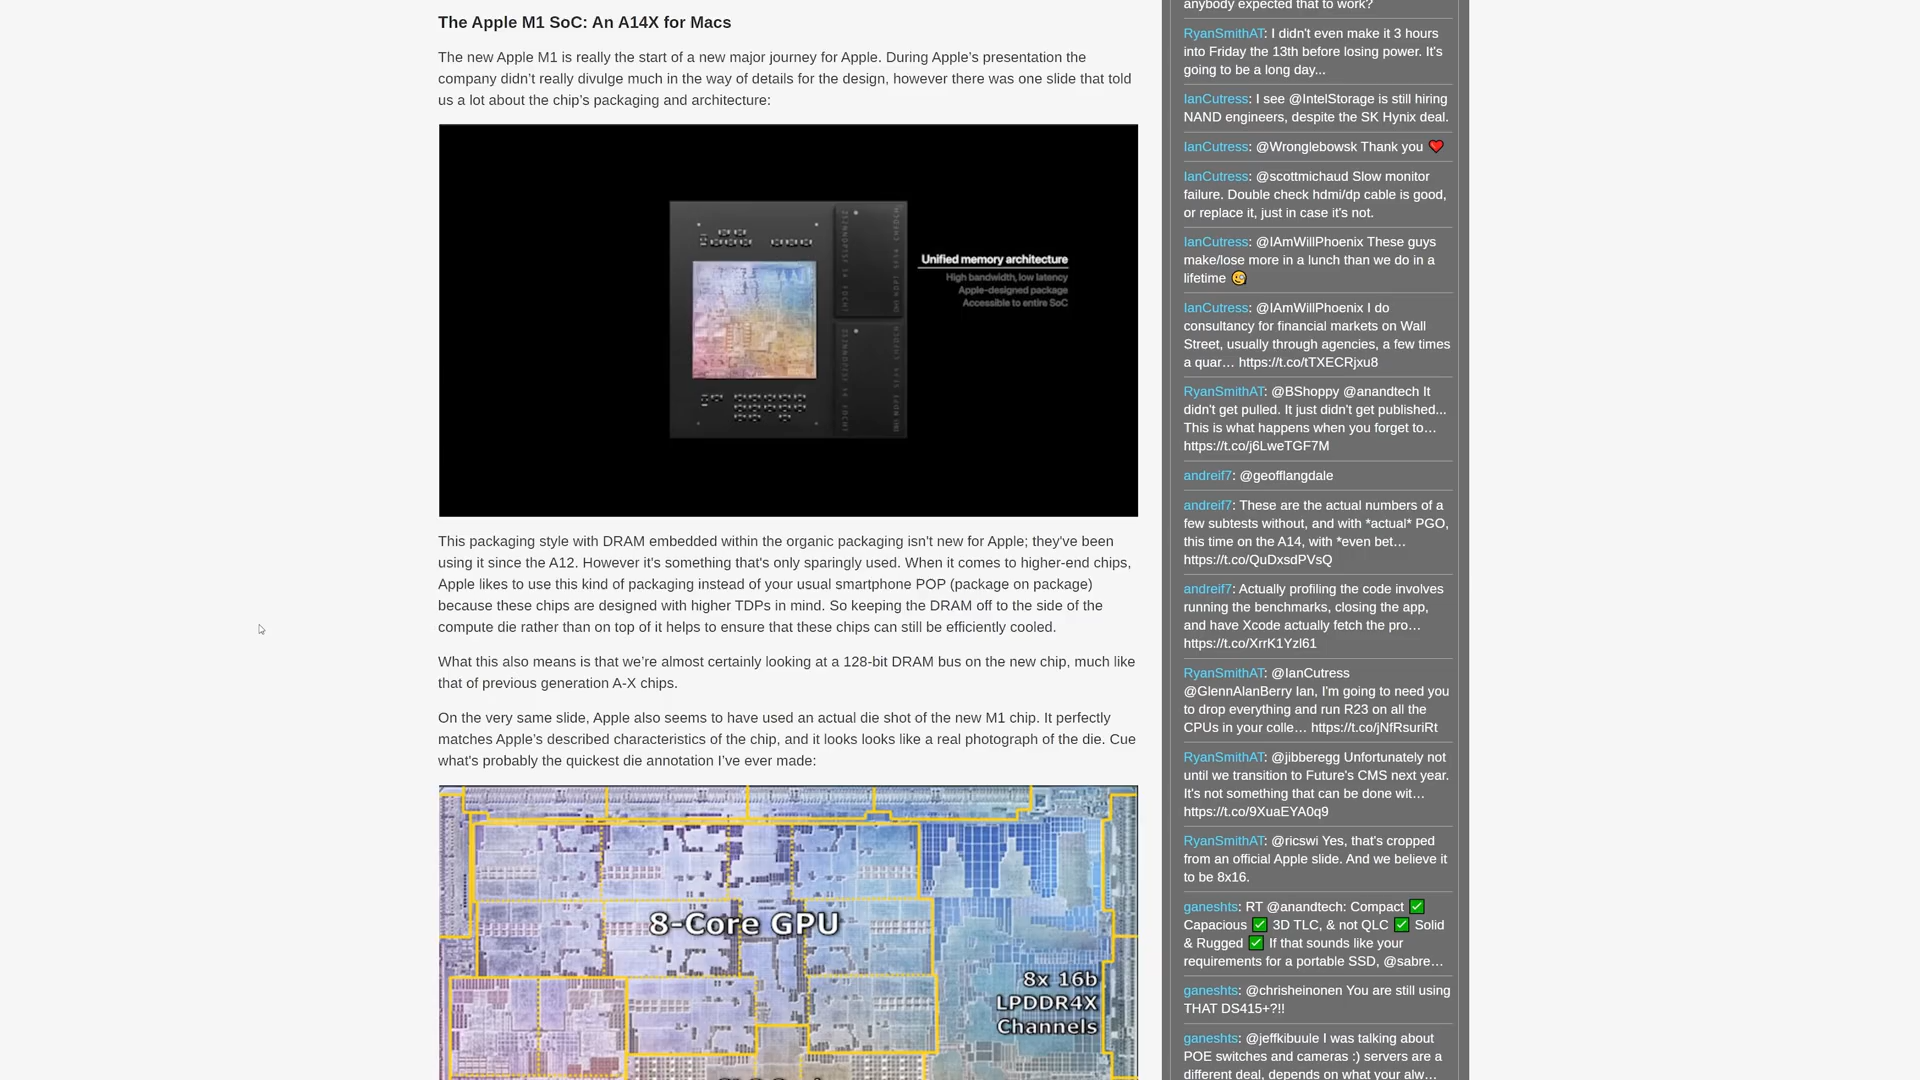 The Apple M1 SoC: An A14X for Macs
The new Apple M1 is really the start of a new major journey for Apple. During Apple's presentation the
company didn't really divulge much in the way of details for the design, however there was one slide that told
us a lot about the chip's packaging and architecture:
Unified memory architecture
High bandwidth, low latency
Apple-designed package
Accessible to entire SoC
This packaging style with DRAM embedded within the organic packaging isn't new for Apple; they've been
using it since the A12. However it's something that's only sparingly used. When it comes to higher-end chips,
Apple likes to use this kind of packaging instead of your usual smartphone POP (package on package)
because these chips are designed with higher TDPs in mind. So keeping the DRAM off to the side of the
compute die rather than on top of it helps to ensure that these chips can still be efficiently cooled.
What this also means is that we're almost certainly looking at a 128-bit DRAM bus on the new chip, much like
that of previous generation A-X chips.
On the very same slide, Apple also seems to have used an actual die shot of the new M1 chip. It perfectly
matches Apple's described characteristics of the chip, and it looks looks like a real photograph of the die. Cue
what's probably the quickest die annotation I've ever made:
8-Core GPU
8x 16b
LPDDR4X
Channels
anybody expected that to work?
RyanSmithAT: I didn't even make it 3 hours
into Friday the 13th before losing power. It's
going to be a long day...
IanCutress: I see @IntelStorage is still hiring
NAND engineers, despite the SK Hynix deal.
IanCutress: @Wronglebowsk Thank you ❤️
IanCutress: @scottmichaud Slow monitor
failure. Double check hdmi/dp cable is good,
or replace it, just in case it's not.
IanCutress: @IAmWillPhoenix These guys
make/lose more in a lunch than we do in a
lifetime 🧐
IanCutress: @IAmWillPhoenix I do
consultancy for financial markets on Wall
Street, usually through agencies, a few times
a quar… https://t.co/tTXECRjxu8
RyanSmithAT: @BShoppy @anandtech It
didn't get pulled. It just didn't get published...
This is what happens when you forget to…
https://t.co/j6LweTGF7M
andreif7: @geofflangdale
andreif7: These are the actual numbers of a
few subtests without, and with *actual* PGO,
this time on the A14, with *even bet…
https://t.co/QuDxsdPVsQ
andreif7: Actually profiling the code involves
running the benchmarks, closing the app,
and have Xcode actually fetch the pro…
https://t.co/XrrK1Yzl61
RyanSmithAT: @IanCutress
@GlennAlanBerry Ian, I'm going to need you
to drop everything and run R23 on all the
CPUs in your colle… https://t.co/jNfRsuriRt
RyanSmithAT: @jibberegg Unfortunately not
until we transition to Future's CMS next year.
It's not something that can be done wit…
https://t.co/9XuaEYA0q9
RyanSmithAT: @ricswi Yes, that's cropped
from an official Apple slide. And we believe it
to be 8x16.
ganeshts: RT @anandtech: Compact ✅
Capacious ✅ 3D TLC, & not QLC ✅ Solid
& Rugged ✅ If that sounds like your
requirements for a portable SSD, @sabre…
ganeshts: @chrisheinonen You are still using
THAT DS415+?!!
ganeshts: @jeffkibuule I was talking about
POE switches and cameras :) servers are a
different deal, depends on what your alw…